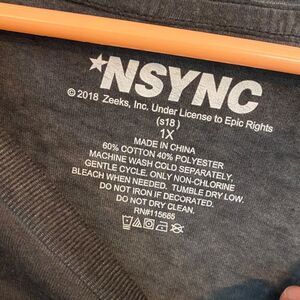 *NSYNC
© 2018 Zeeks, Inc. Under License to Epic Rights
(s18)
1X
MADE IN CHINA
60% COTTON 40% POLYESTER
MACHINE WASH COLD SEPARATELY.
GENTLE CYCLE. ONLY NON-CHLORINE
BLEACH WHEN NEEDED. TUMBLE DRY LOW.
DO NOT IRON IF DECORATED.
DO NOT DRY CLEAN.
RN#115665